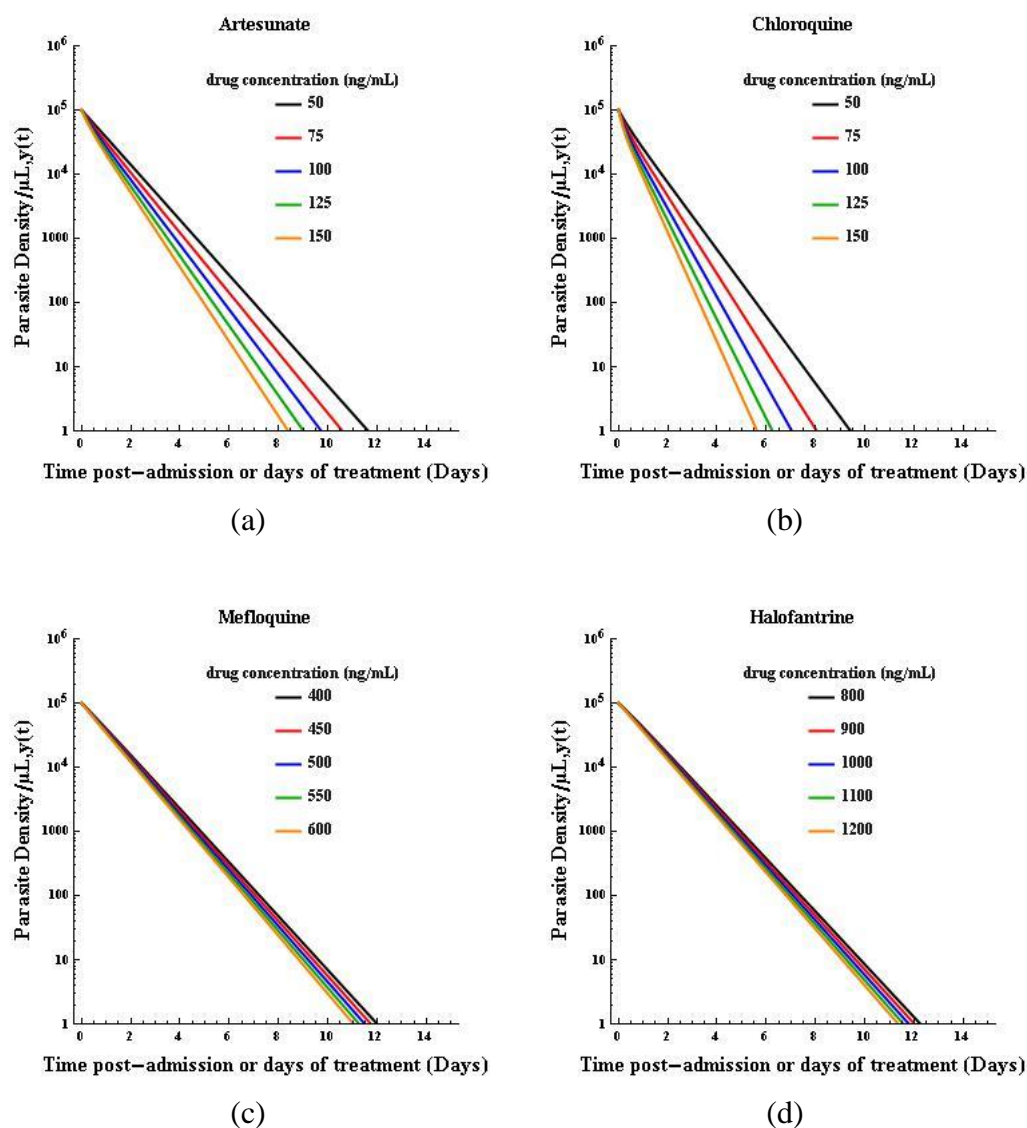 Artesunate
10^6
10^5
10^4
1000
100
10
1
Parasite Density/μL,y(t)
drug concentration (ng/mL)
50
75
100
125
150
0 2 4 6 8 10 12 14
Time post−admission or days of treatment (Days)
(a)
Chloroquine
10^6
10^5
10^4
1000
100
10
1
Parasite Density/μL,y(t)
drug concentration (ng/mL)
50
75
100
125
150
0 2 4 6 8 10 12 14
Time post−admission or days of treatment (Days)
(b)
Mefloquine
10^6
10^5
10^4
1000
100
10
1
Parasite Density/μL,y(t)
drug concentration (ng/mL)
400
450
500
550
600
0 2 4 6 8 10 12 14
Time post−admission or days of treatment (Days)
(c)
Halofantrine
10^6
10^5
10^4
1000
100
10
1
Parasite Density/μL,y(t)
drug concentration (ng/mL)
800
900
1000
1100
1200
0 2 4 6 8 10 12 14
Time post−admission or days of treatment (Days)
(d)